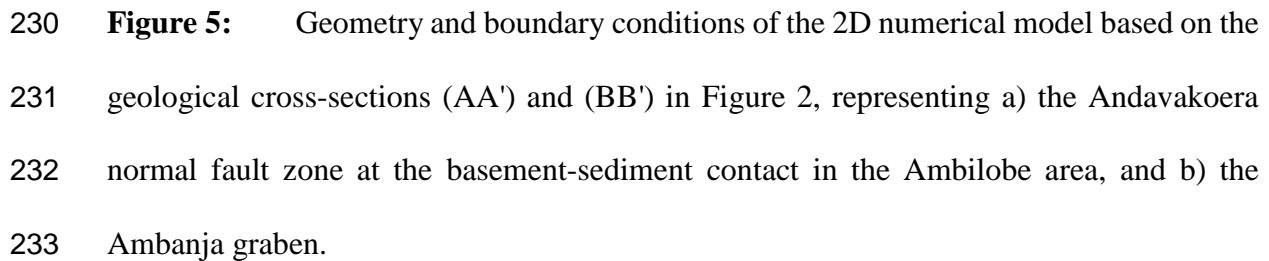 230 Figure 5: Geometry and boundary conditions of the 2D numerical model based on the
231 geological cross-sections (AA') and (BB') in Figure 2, representing a) the Andavakoera
232 normal fault zone at the basement-sediment contact in the Ambilobe area, and b) the
233 Ambanja graben.